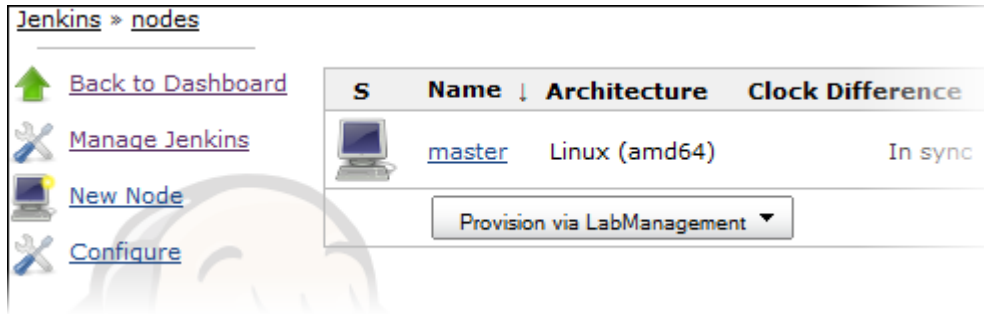 Jenkins » nodes
Back to Dashboard
Manage Jenkins
New Node
Configure
S Name ↓ Architecture Clock Difference
master Linux (amd64) In sync
Provision via LabManagement ▼